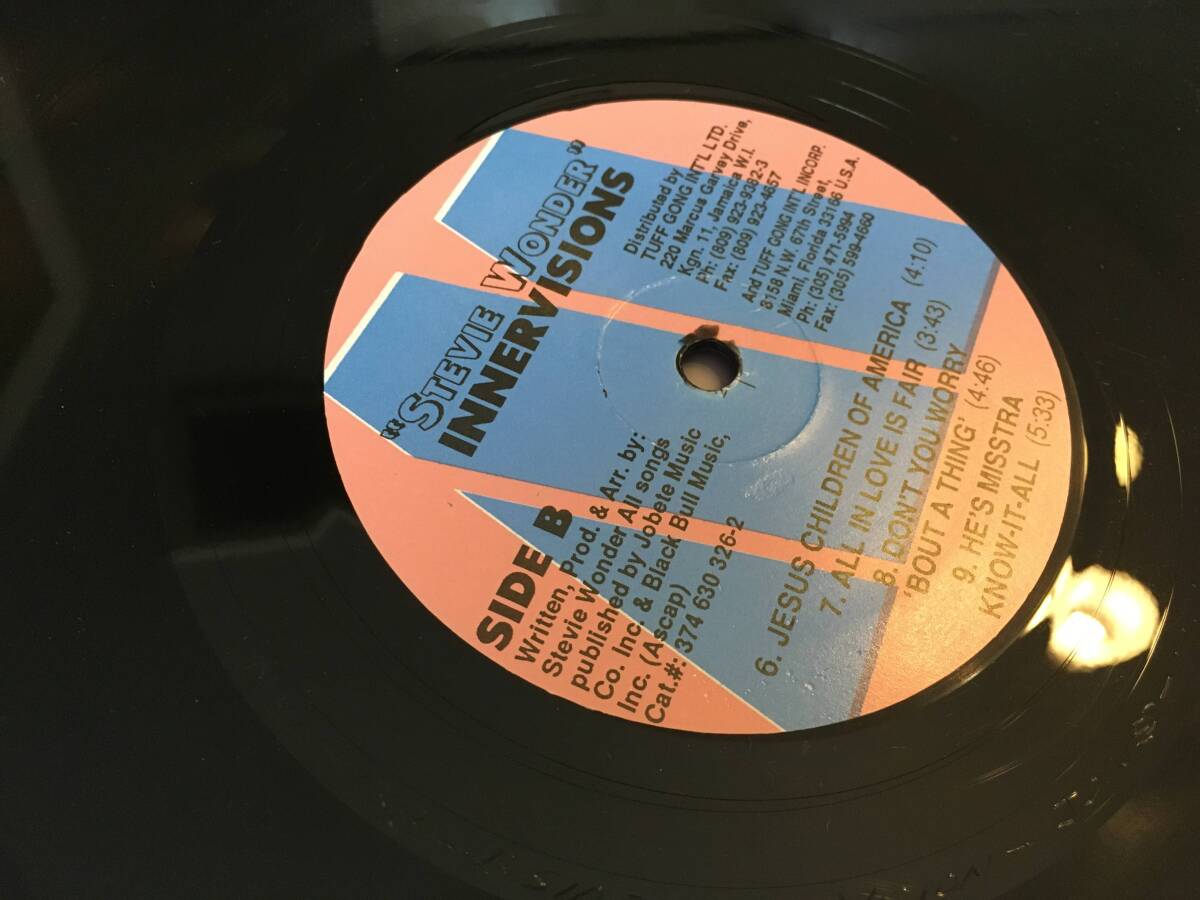 "STEVIE WONDER"
INNERVISIONS
SIDE B
Written, Prod. & Arr. by:
Stevie Wonder All songs
published by Jobete Music
Co. Inc. & Black Bull Music,
Inc. (Ascap)
Cat.#: 374 630 326-2
Distributed by
TUFF GONG INT'L LTD.
220 Marcus Garvey Drive,
Kgn. 11, Jamaica W.I.
Ph: (809) 923-9382-3
Fax: (809) 923-4657
And TUFF GONG INT'L INCORP.
8158 N.W. 67th Street,
Miami, Florida 33166 U.S.A.
Ph: (305) 471-5994
Fax: (305) 599-4660
6. JESUS CHILDREN OF AMERICA (4:10)
7. ALL IN LOVE IS FAIR (3:43)
8. DON'T YOU WORRY
'BOUT A THING' (4:46)
9. HE'S MISSTRA
KNOW-IT-ALL (5:33)